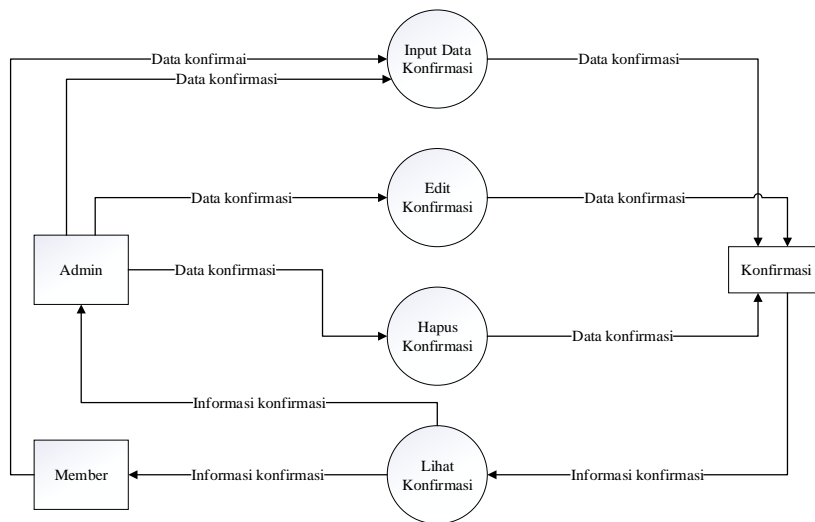 Data konfirmai
Input Data
Konfirmasi
Data konfirmasi
Data konfirmasi
Data konfirmasi
Edit
Konfirmasi
Data konfirmasi
Admin
Data konfirmasi
Konfirmasi
Hapus
Konfirmasi
Data konfirmasi
Informasi konfirmasi
Member
Informasi konfirmasi
Lihat
Konfirmasi
Informasi konfirmasi